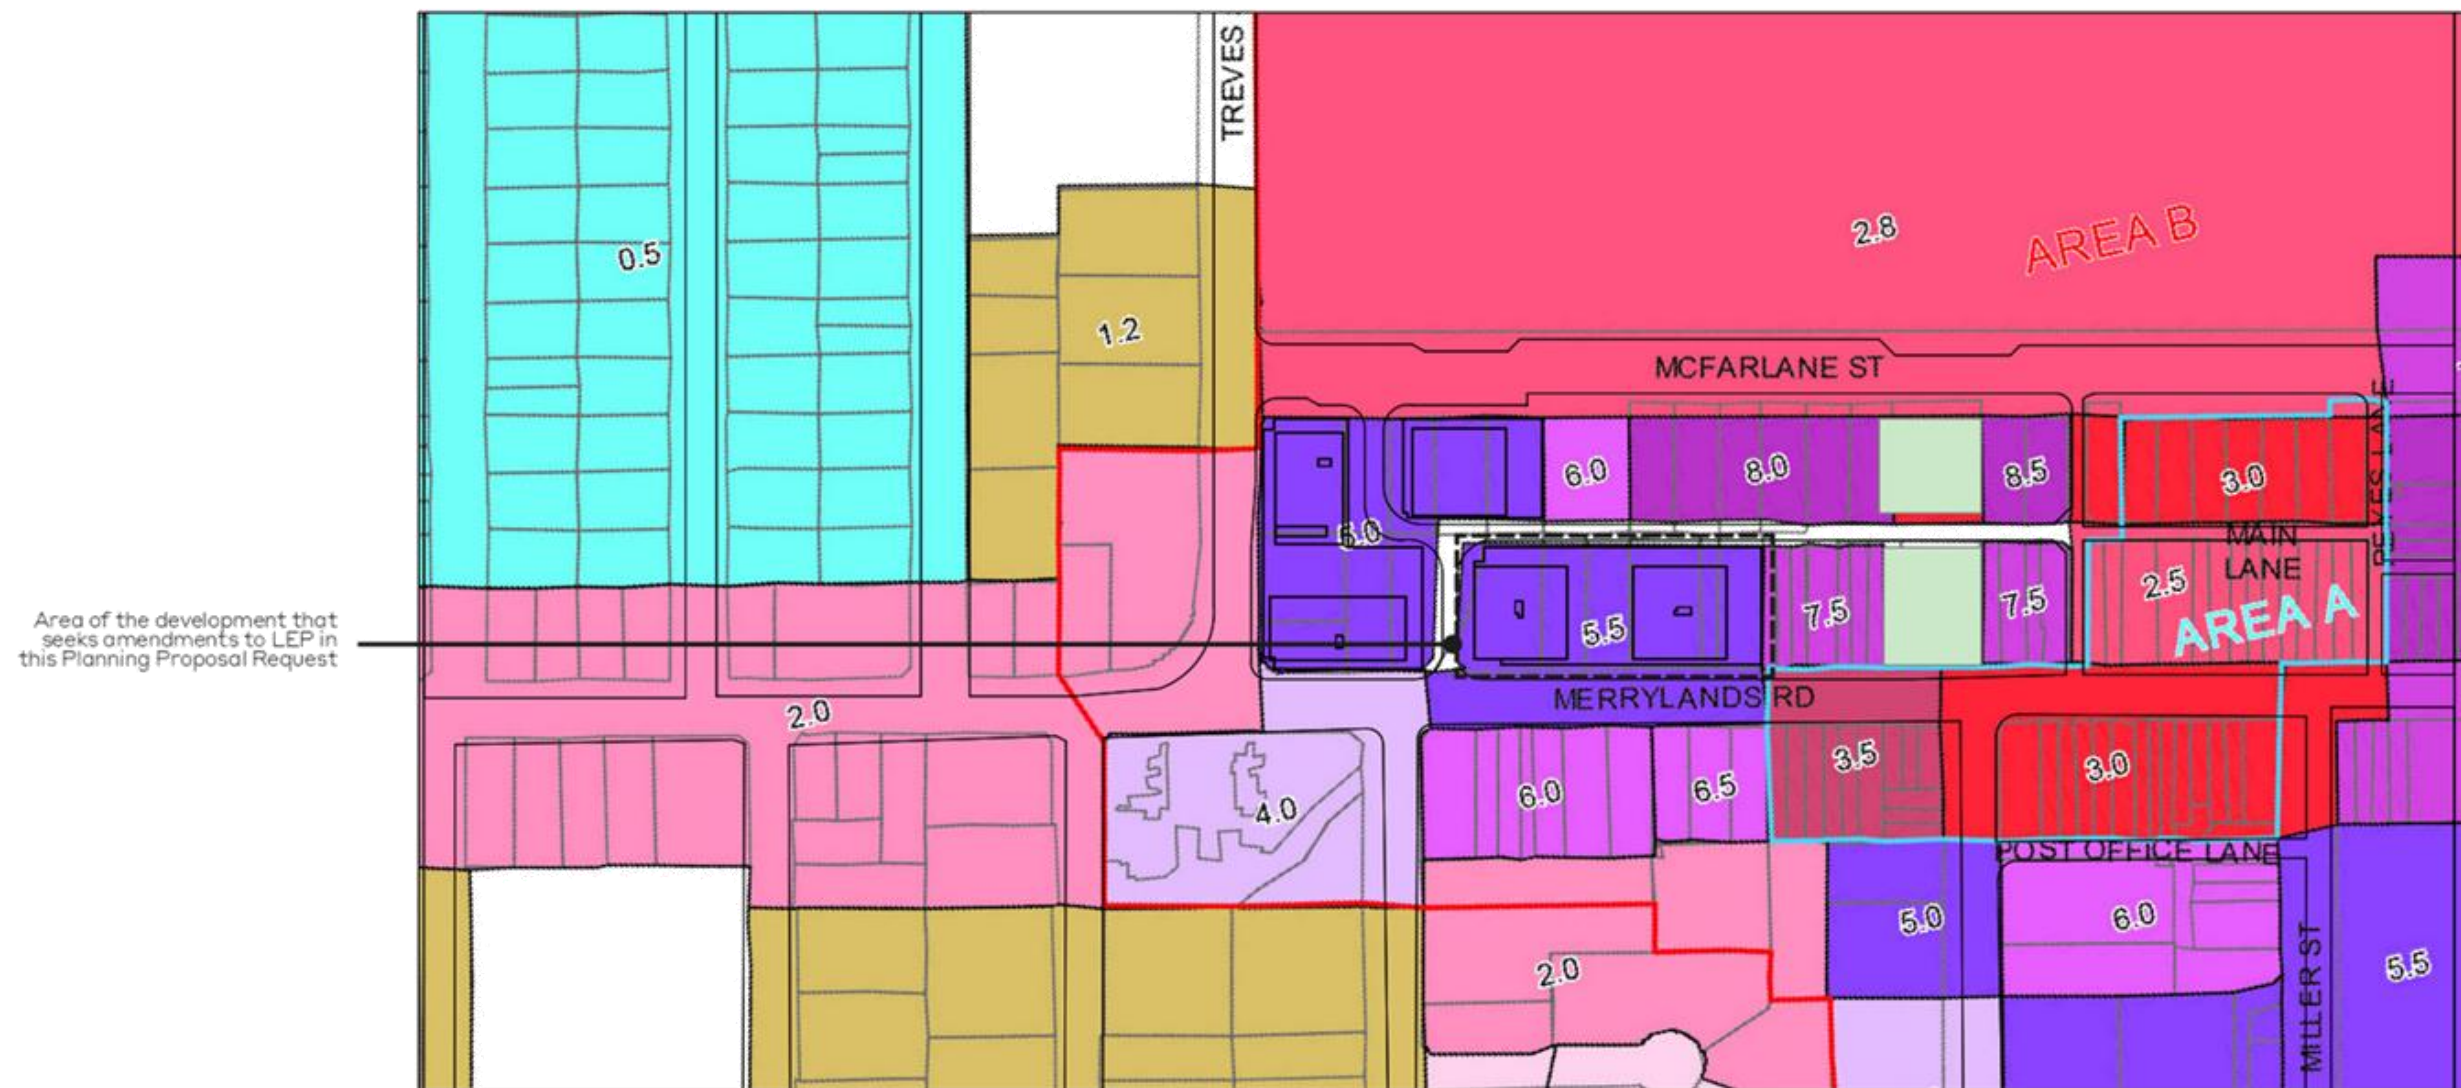 TREVES
2.8
AREA B
0.5
1.2
MCFARLANE ST
6.0
8.0
8.5
3.0
PEYES LANE
5.0
MAIN
LANE
2.5
AREA A
7.5
7.5
5.5
Area of the development that
seeks amendments to LEP in
this Planning Proposal Request
MERRYLANDS RD
2.0
6.0
6.5
3.5
3.0
4.0
POST OFFICE LANE
5.0
6.0
2.0
5.5
MILLER ST